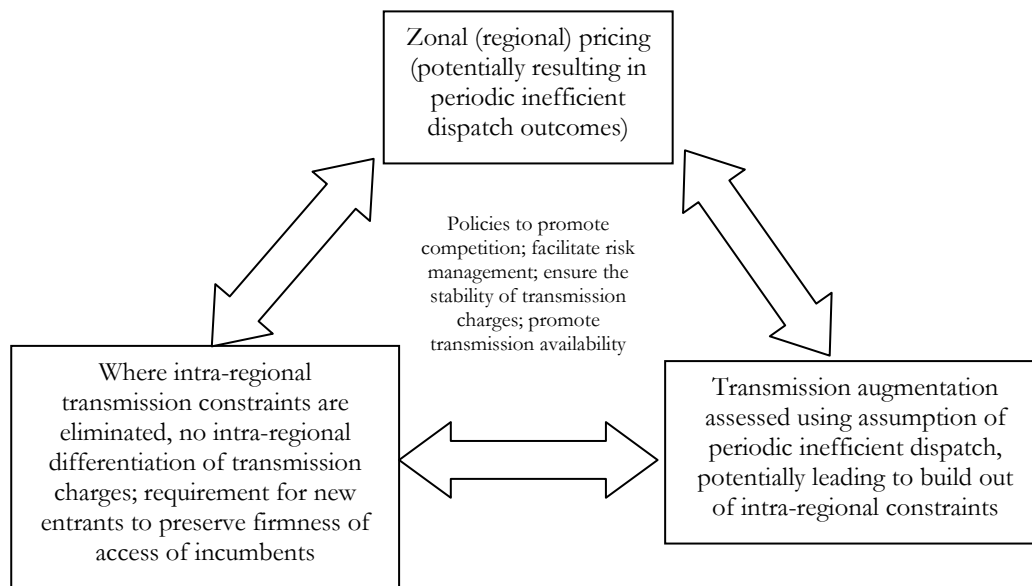 Zonal (regional) pricing
(potentially resulting in
periodic inefficient
dispatch outcomes)
Policies to promote
competition; facilitate risk
management; ensure the
stability of transmission
charges; promote
transmission availability
Where intra-regional
transmission constraints are
eliminated, no intra-regional
differentiation of transmission
charges; requirement for new
entrants to preserve firmness of
access of incumbents
Transmission augmentation
assessed using assumption of
periodic inefficient dispatch,
potentially leading to build out
of intra-regional constraints